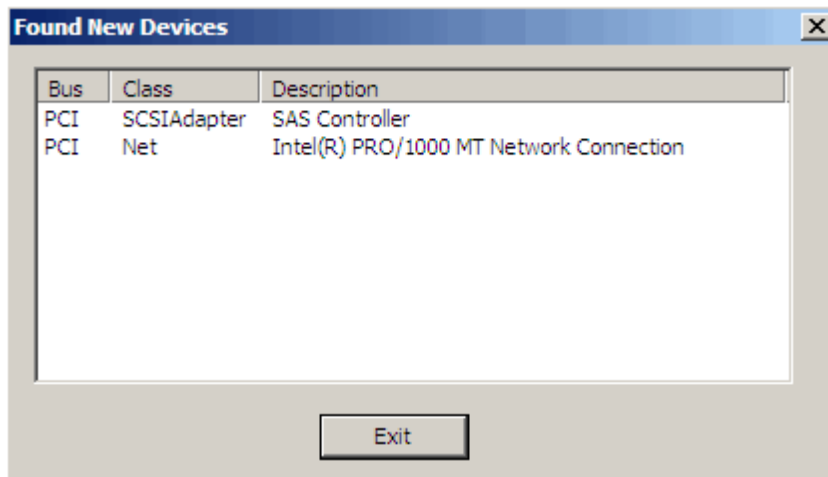 Found New Devices
Bus Class Description
PCI SCSIAdapter SAS Controller
PCI Net Intel(R) PRO/1000 MT Network Connection
Exit